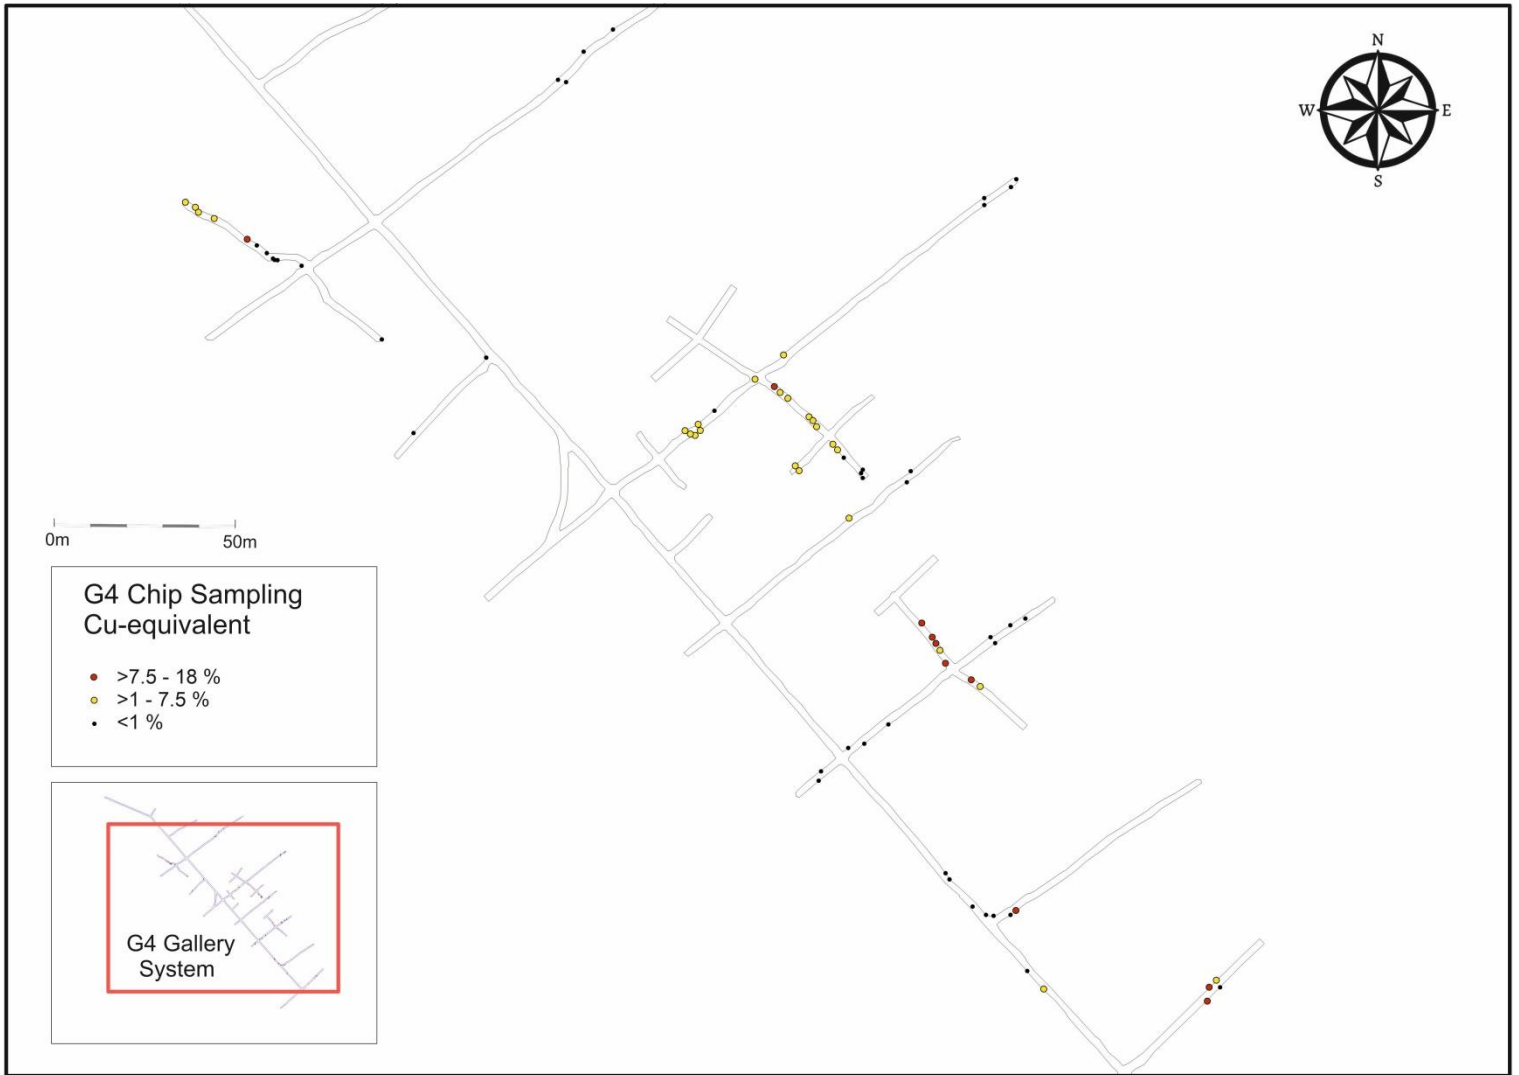 N
W E
S
0m 50m
G4 Chip Sampling
Cu-equivalent
>7.5 - 18 %
>1 - 7.5 %
<1 %
G4 Gallery
System